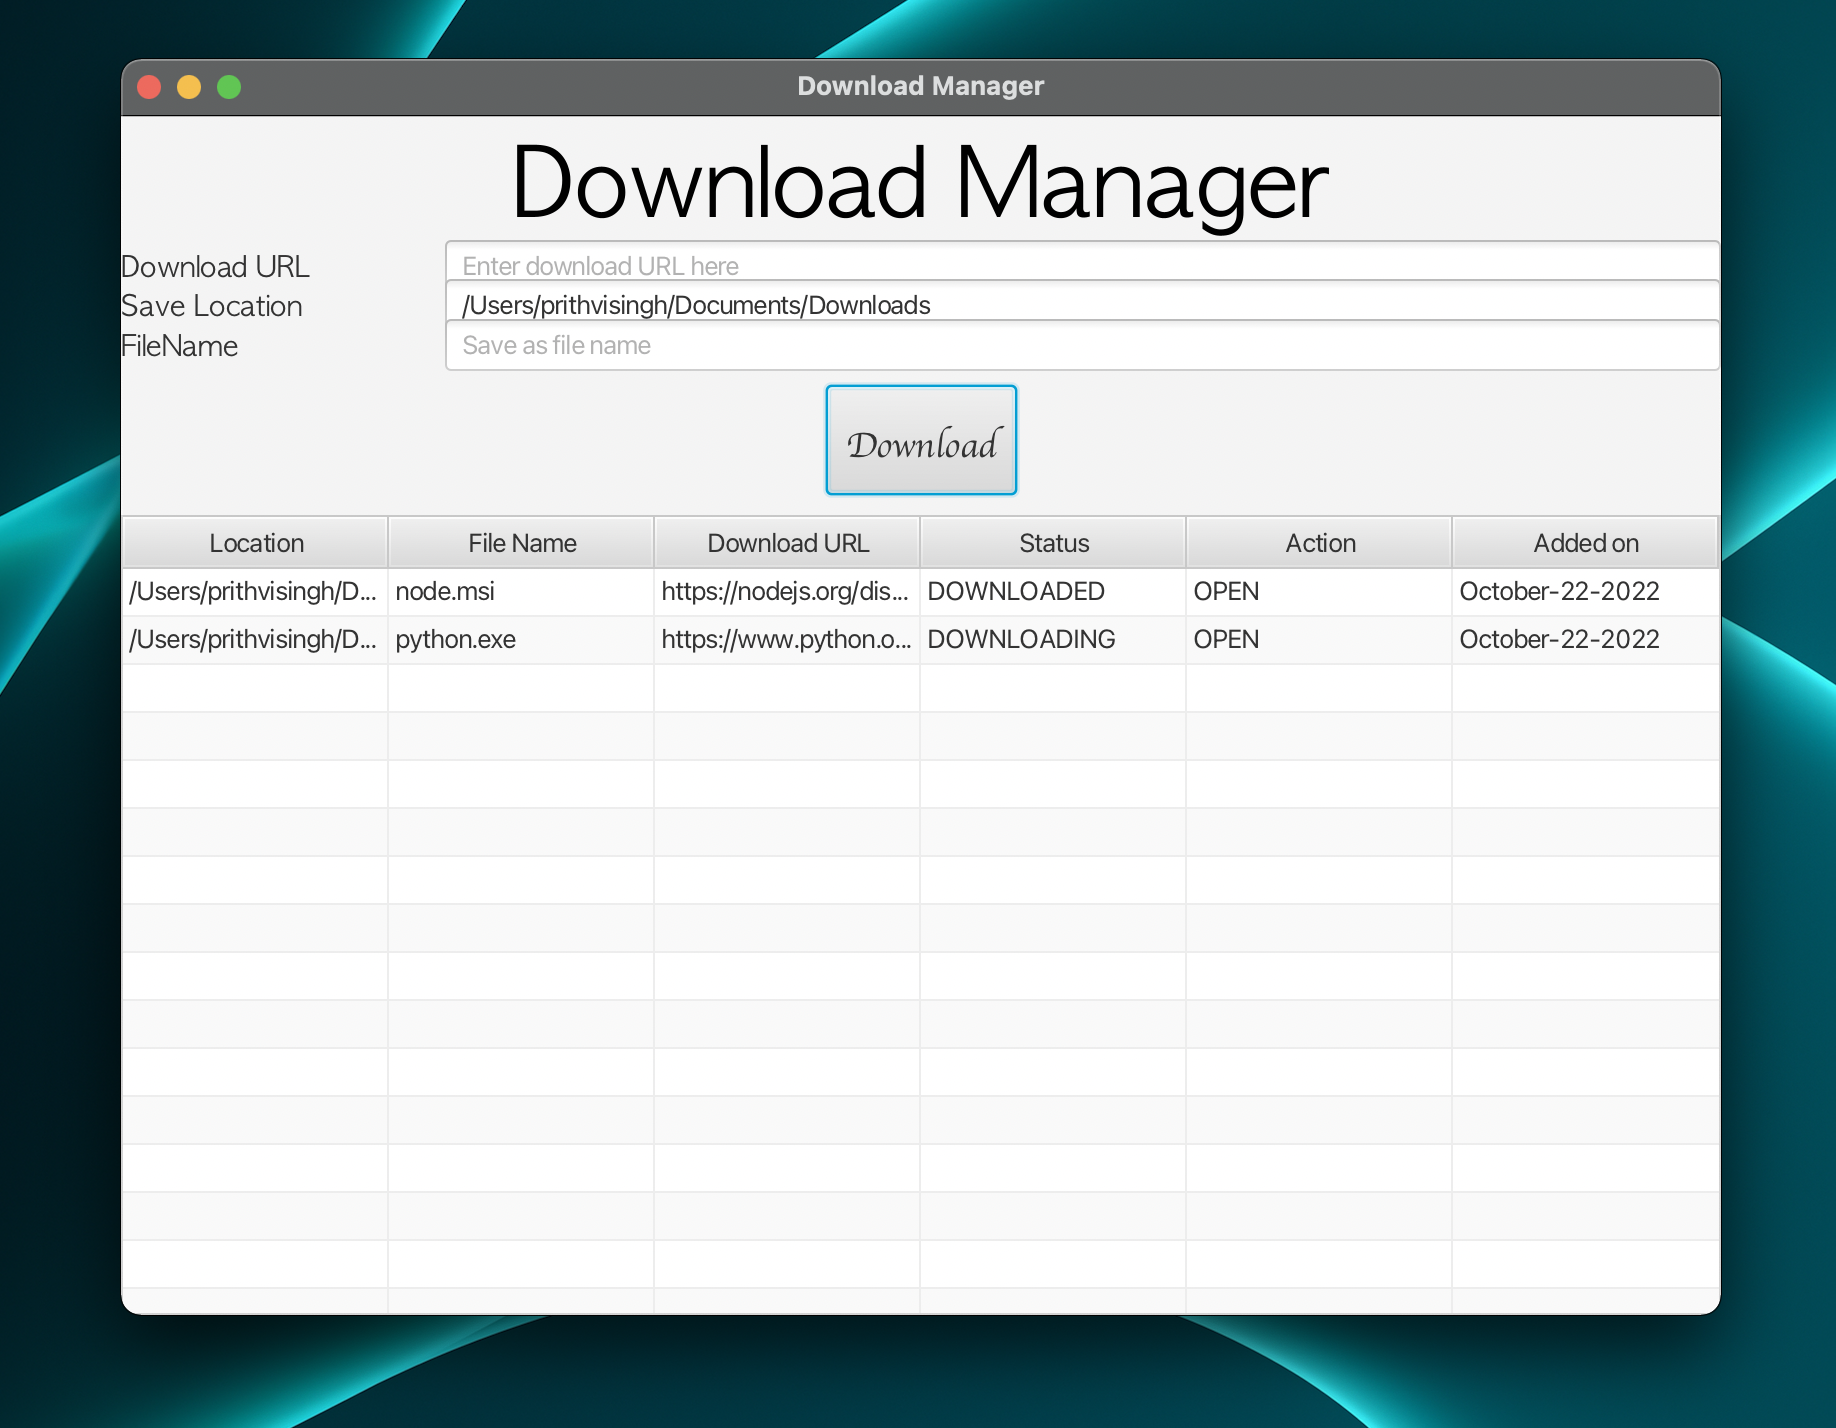 Download Manager
Download Manager
Download URL Enter download URL here
Save Location /Users/prithvisingh/Documents/Downloads
FileName Save as file name
Download
Location File Name Download URL Status Action Added on
/Users/prithvisingh/D... node.msi https://nodejs.org/dis... DOWNLOADED OPEN October-22-2022
/Users/prithvisingh/D... python.exe https://www.python.o... DOWNLOADING OPEN October-22-2022